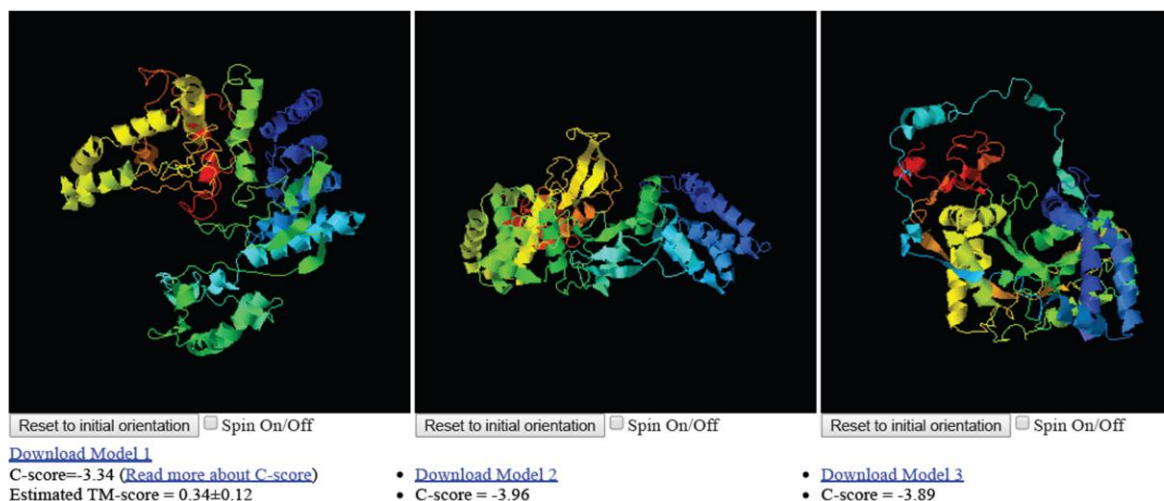 Reset to initial orientation Spin On/Off
Reset to initial orientation Spin On/Off
Reset to initial orientation Spin On/Off
Download Model 1
C-score=-3.34 (Read more about C-score)
Estimated TM-score = 0.34±0.12
• Download Model 2
• C-score = -3.96
• Download Model 3
• C-score = -3.89